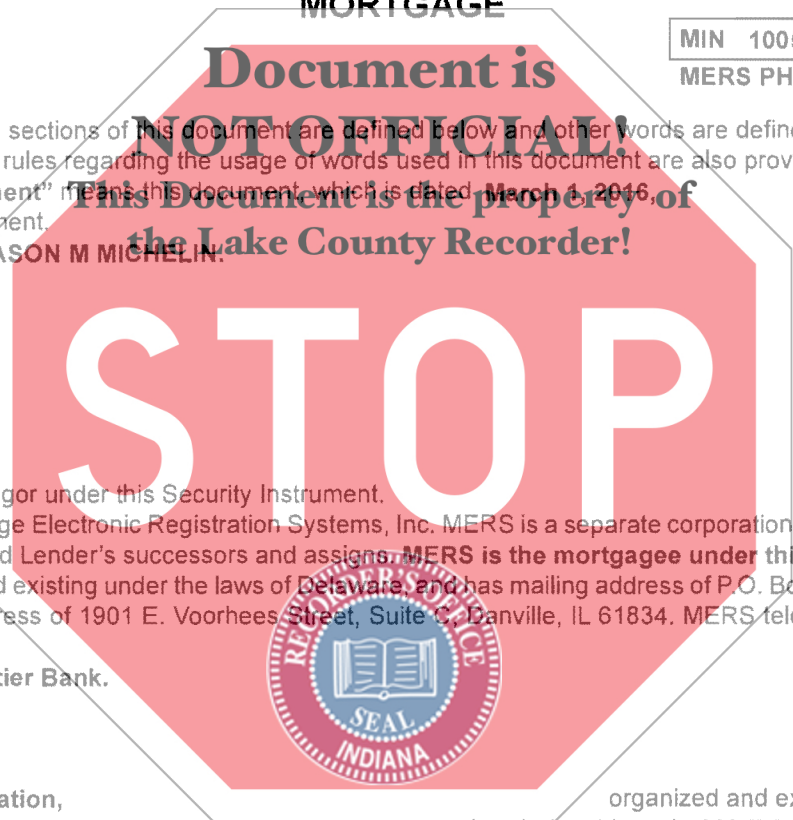 MORTGAGE
MIN 100
MERS PH
Document is
NOT OFFICIAL!
This Document is the property of
the Lake County Recorder!
sections of this document are defined below and other words are define
rules regarding the usage of words used in this document are also prov
ent” means this document, which is dated March 1, 2016,
ent.
ASON M MICHELIN.
STOP
gor under this Security Instrument.
ge Electronic Registration Systems, Inc. MERS is a separate corporation
d Lender's successors and assigns. MERS is the mortgagee under thi
d existing under the laws of Delaware, and has mailing address of P.O. Bo
ress of 1901 E. Voorhees Street, Suite C, Danville, IL 61834. MERS tele
tier Bank.
RECORDER'S OFFICE
SEAL
INDIANA
ation,
organized and ex